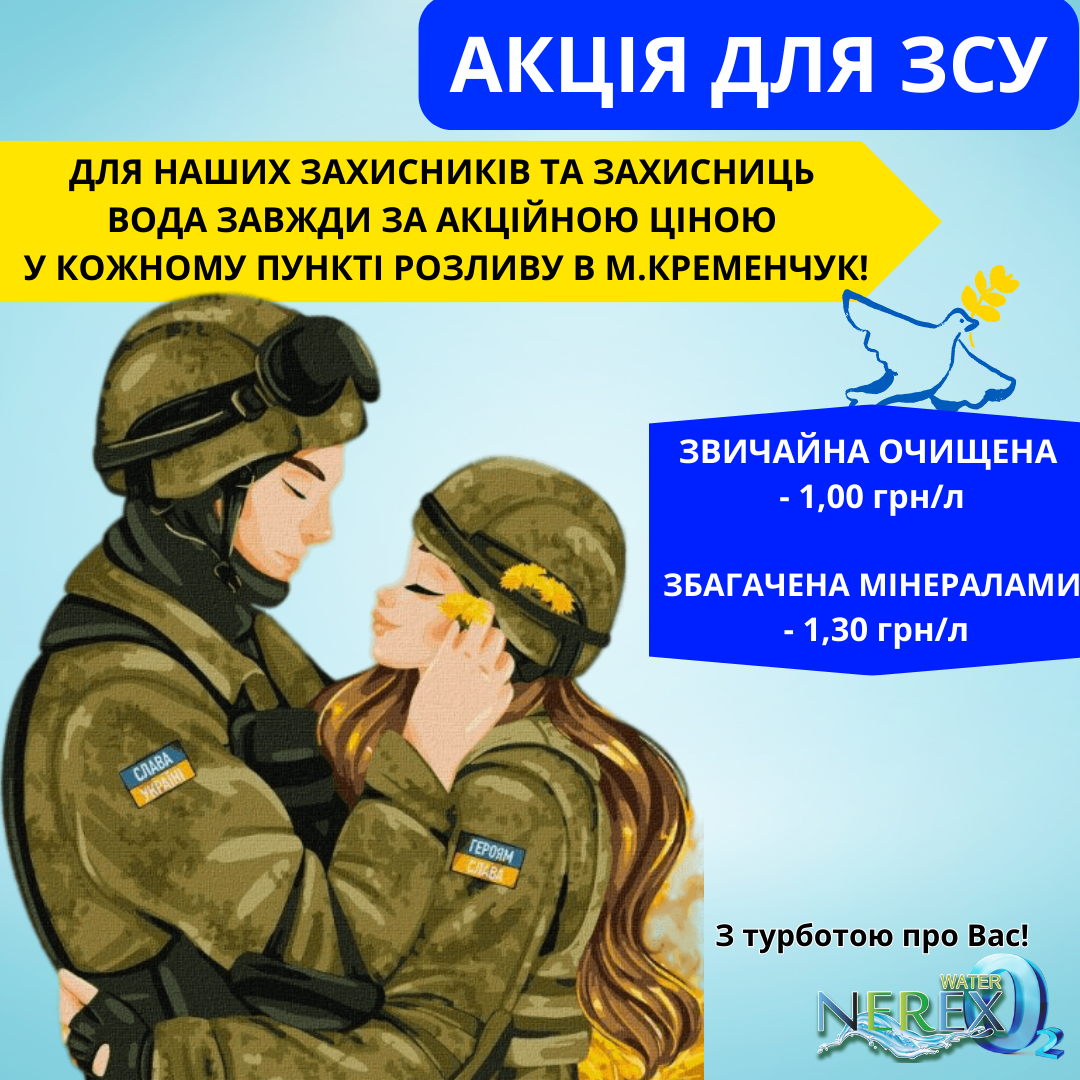 АКЦІЯ ДЛЯ ЗСУ
ДЛЯ НАШИХ ЗАХИСНИКІВ ТА ЗАХИСНИЦЬ
ВОДА ЗАВЖДИ ЗА АКЦІЙНОЮ ЦІНОЮ
У КОЖНОМУ ПУНКТІ РОЗЛИВУ В М.КРЕМЕНЧУК!
ЗВИЧАЙНА ОЧИЩЕНА
- 1,00 грн/л
ЗБАГАЧЕНА МІНЕРАЛАМИ
- 1,30 грн/л
СЛАВА
УКРАЇНІ
ГЕРОЯМ
СЛАВА
З турботою про Вас!
WATER
NEREX O2